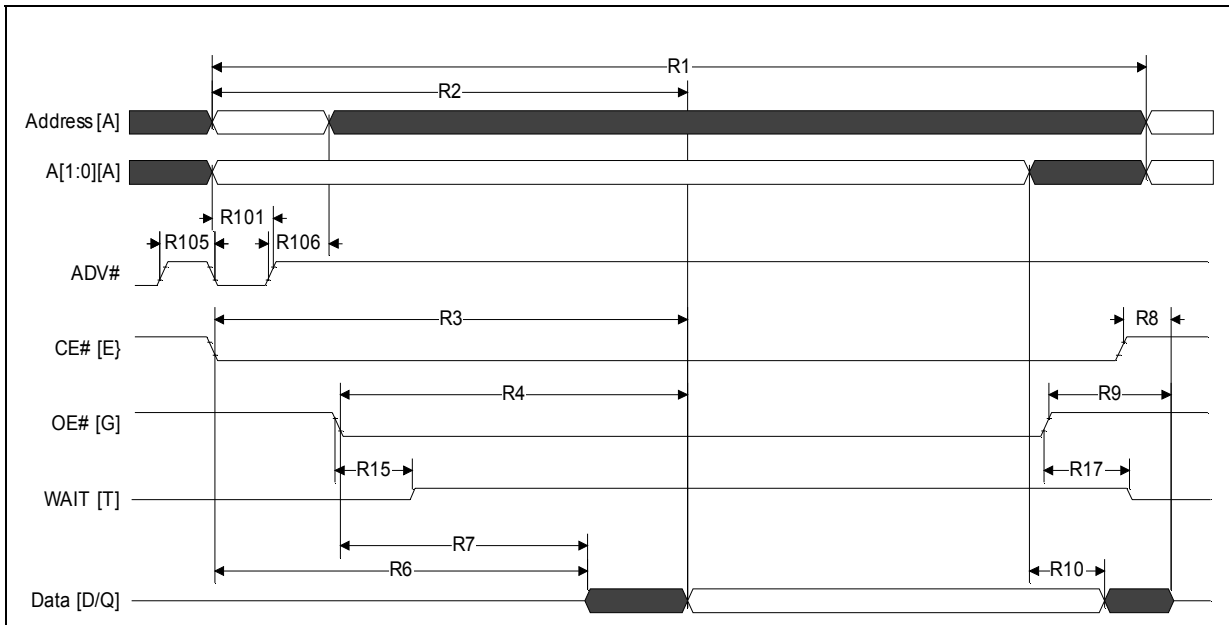 R1
R2
Address [A]
A[1:0][A]
R101
R105
R106
ADV#
R3
R8
CE# [E}
R4
R9
OE# [G]
R15
R17
WAIT [T]
R7
R6
R10
Data [D/Q]